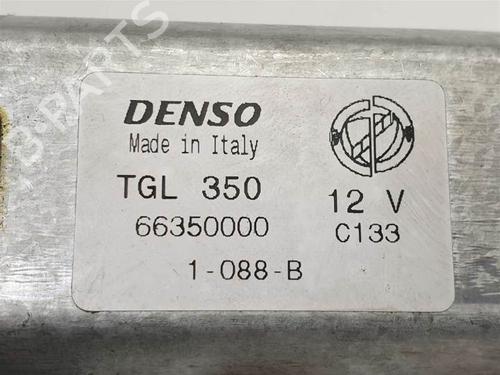 B-PARTS
DENSO
Made in Italy
TGL 350 12 V
66350000 C133
1-088-B